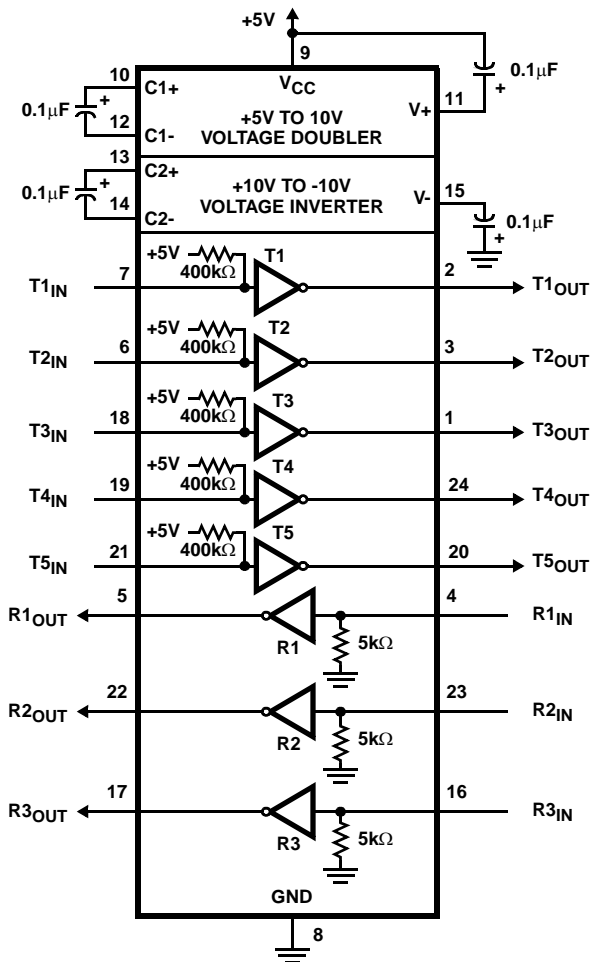 +5V
9
VCC
10
C1+
0.1µF
+
12
C1-
+5V TO 10V
VOLTAGE DOUBLER
V+
11
0.1µF
+
13
C2+
0.1µF
+
14
C2-
+10V TO -10V
VOLTAGE INVERTER
V-
15
0.1µF
+
T1IN
7
+5V
400kΩ
T1
2
T1OUT
T2IN
6
+5V
400kΩ
T2
3
T2OUT
T3IN
18
+5V
400kΩ
T3
1
T3OUT
T4IN
19
+5V
400kΩ
T4
24
T4OUT
T5IN
21
+5V
400kΩ
T5
20
T5OUT
R1OUT
5
R1
5kΩ
4
R1IN
R2OUT
22
R2
5kΩ
23
R2IN
R3OUT
17
R3
5kΩ
16
R3IN
GND
8